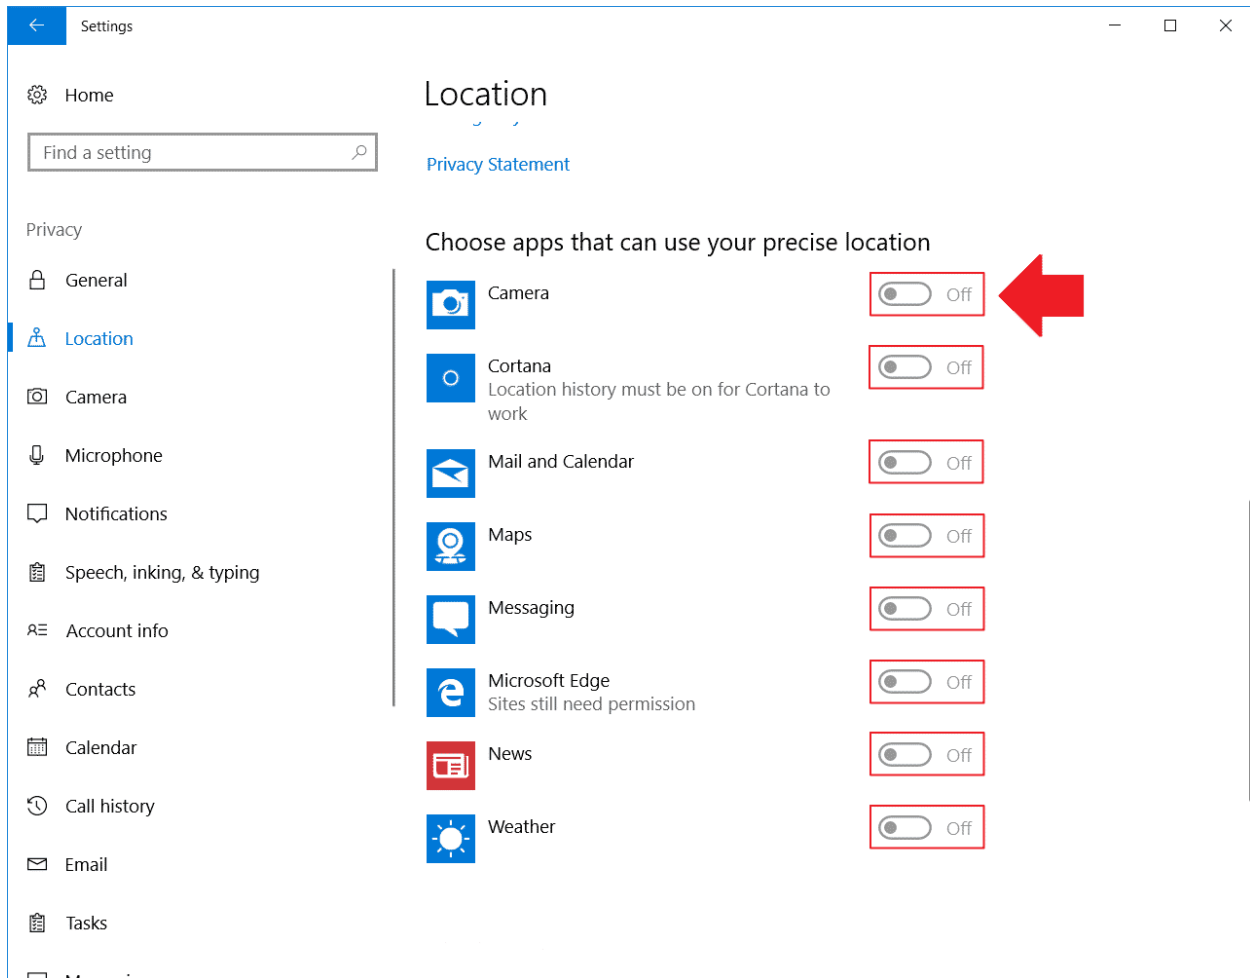 Settings
Home
Find a setting
Privacy
General
Location
Camera
Microphone
Notifications
Speech, inking, & typing
Account info
Contacts
Calendar
Call history
Email
Tasks
Location
Privacy Statement
Choose apps that can use your precise location
Camera
Off
Cortana
Off
Location history must be on for Cortana to
work
Mail and Calendar
Off
Maps
Off
Messaging
Off
Microsoft Edge
Off
Sites still need permission
News
Off
Weather
Off